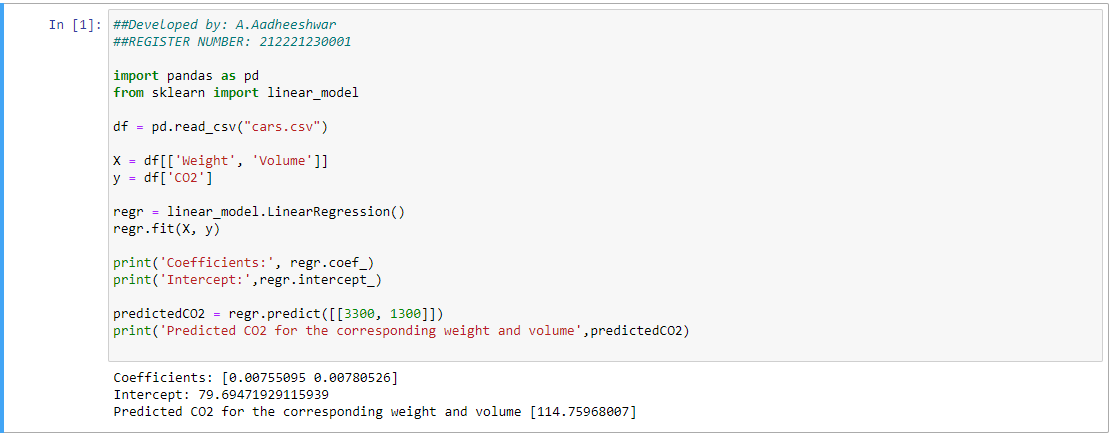 In [1]: ##Developed by: A.Aadheeshwar
##REGISTER NUMBER: 212221230001
import pandas as pd
from sklearn import linear_model
df = pd.read_csv("cars.csv")
X = df[['Weight', 'Volume']]
y = df['CO2']
regr = linear_model.LinearRegression()
regr.fit(X, y)
print('Coefficients:', regr.coef_)
print('Intercept:',regr.intercept_)
predictedCO2 = regr.predict([[3300, 1300]])
print('Predicted CO2 for the corresponding weight and volume',predictedCO2)
Coefficients: [0.00755095 0.00780526]
Intercept: 79.69471929115939
Predicted CO2 for the corresponding weight and volume [114.75968007]